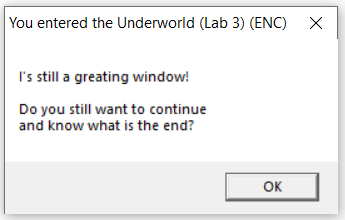 You entered the Underworld (Lab 3) (ENC)
I's still a greating window!
Do you still want to continue
and know what is the end?
OK